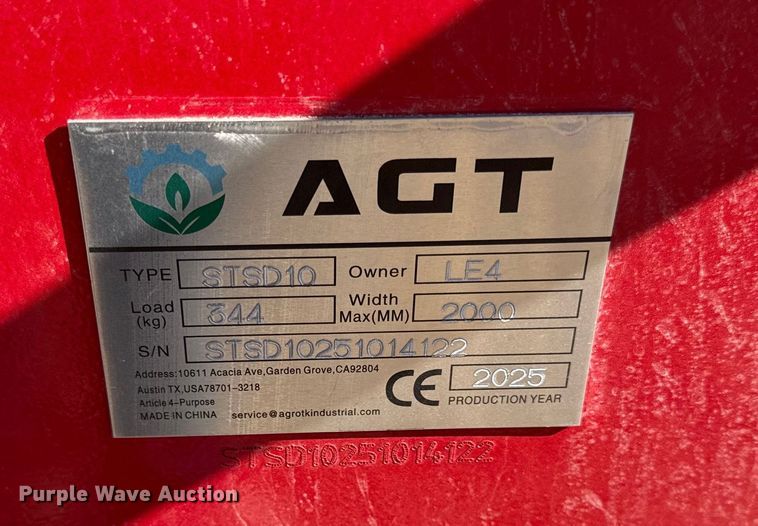 AGT
TYPE STSD10 Owner LE4
Load (kg) 344 Width Max(MM) 2000
S/N STSD10251014122
Address:10611 Acacia Ave,Garden Grove,CA92804
Austin TX,USA78701-3218
Article 4-Purpose
MADE IN CHINA service@agrotkindustrial.com
CE 2025
PRODUCTION YEAR
STSD10251014122
Purple Wave Auction